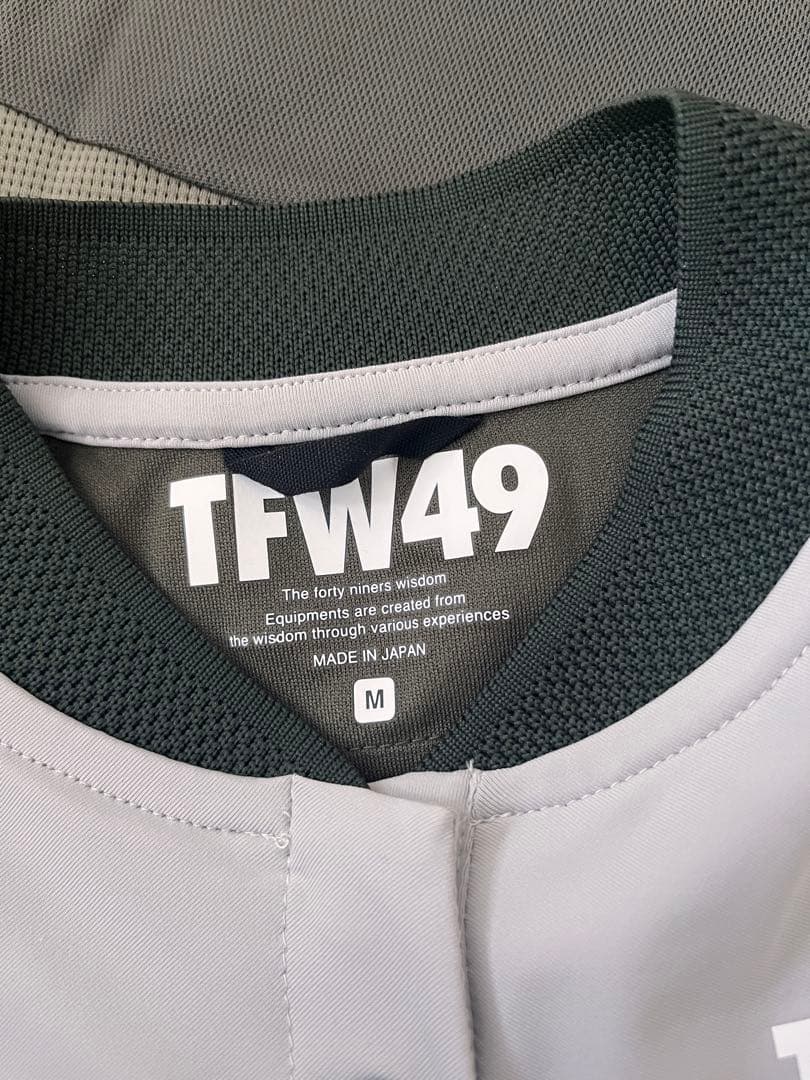 TFW49
The forty niners wisdom
Equipments are created from
the wisdom through various experiences
MADE IN JAPAN
M